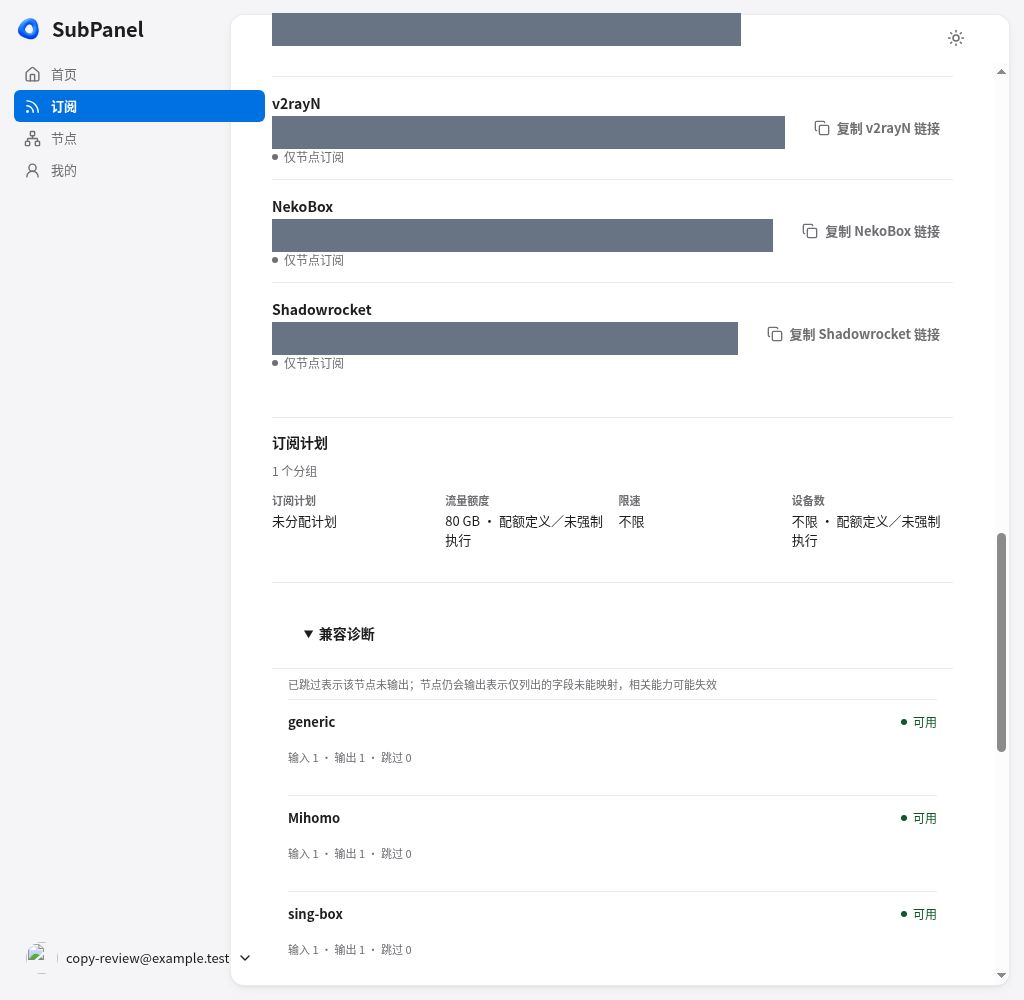 SubPanel
首页
订阅
节点
我的
v2rayN
复制 v2rayN 链接
仅节点订阅
NekoBox
复制 NekoBox 链接
仅节点订阅
Shadowrocket
复制 Shadowrocket 链接
仅节点订阅
订阅计划
1 个分组
订阅计划
未分配计划
流量额度
80 GB · 配额定义／未强制
执行
限速
不限
设备数
不限 · 配额定义／未强制
执行
兼容诊断
已跳过表示该节点未输出；节点仍会输出表示仅列出的字段未能映射，相关能力可能失效
generic
可用
输入 1 · 输出 1 · 跳过 0
Mihomo
可用
输入 1 · 输出 1 · 跳过 0
sing-box
可用
输入 1 · 输出 1 · 跳过 0
copy-review@example.test